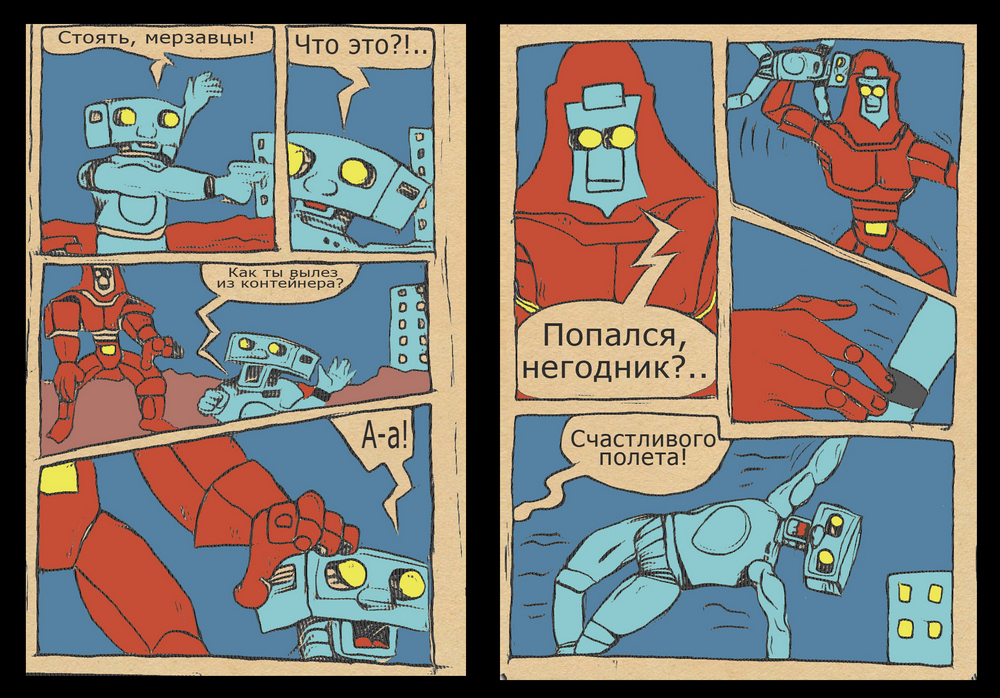 Стоять, мерзавцы!
Что это?!..
Как ты вылез
из контейнера?
А-а!
Попался,
негодник?..
Счастливого
полета!